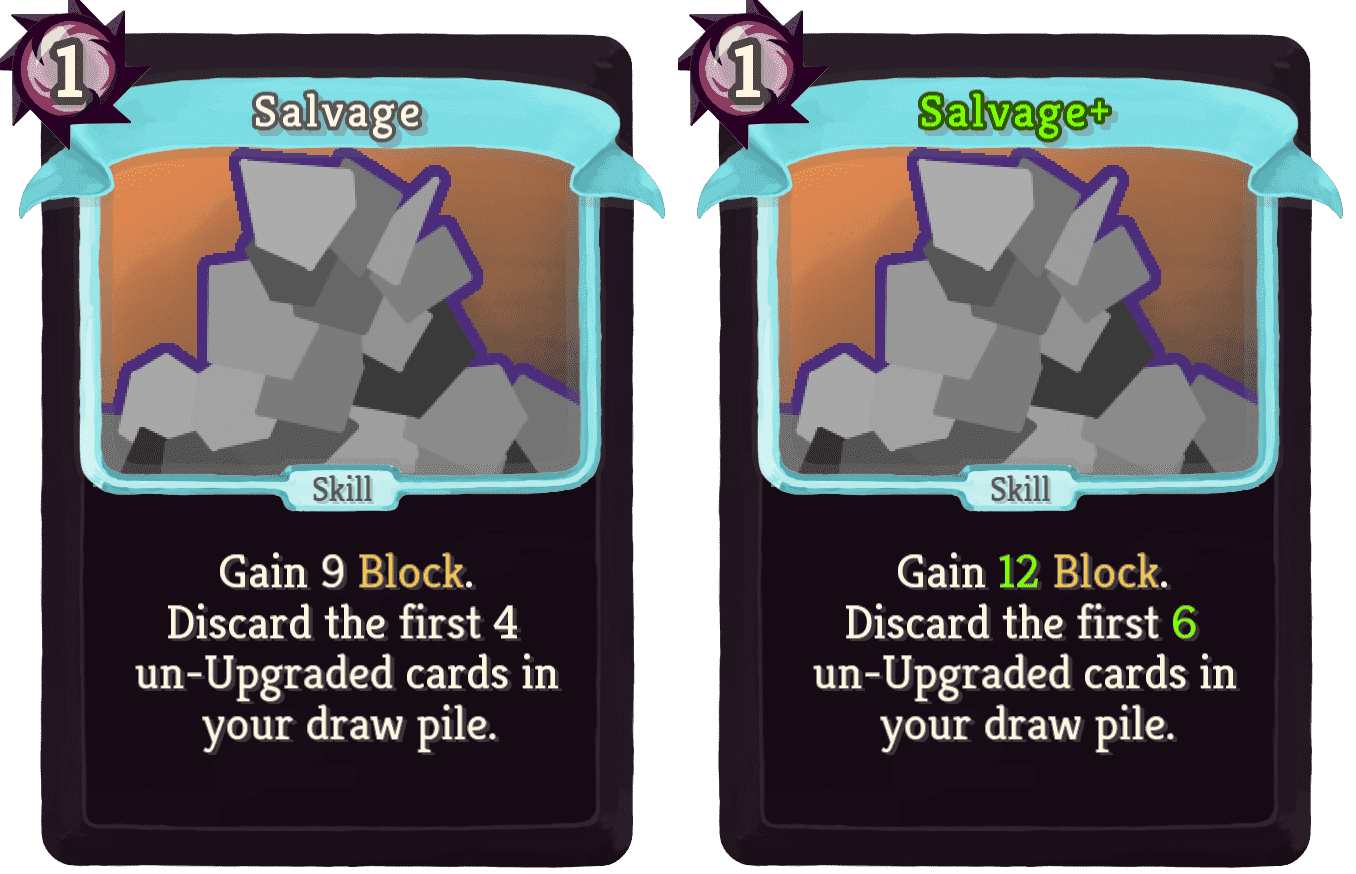 1
Salvage
Skill
Gain 9 Block.
Discard the first 4
un-Upgraded cards in
your draw pile.
1
Salvage+
Skill
Gain 12 Block.
Discard the first 6
un-Upgraded cards in
your draw pile.